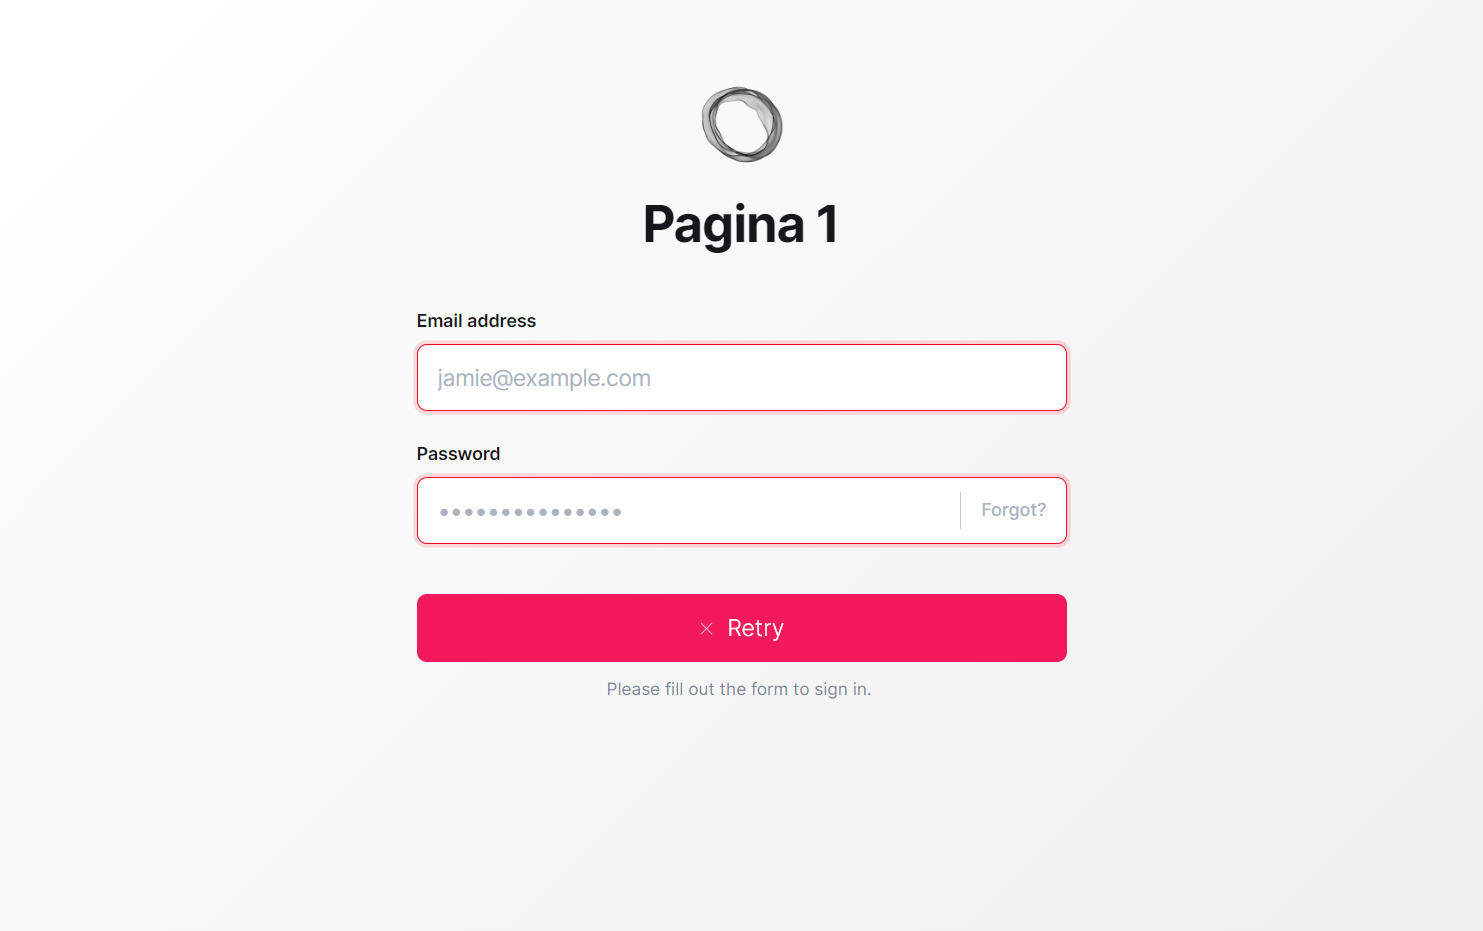 Pagina 1
Email address
jamie@example.com
Password
●●●●●●●●●●●●●●●
Forgot?
Retry
Please fill out the form to sign in.